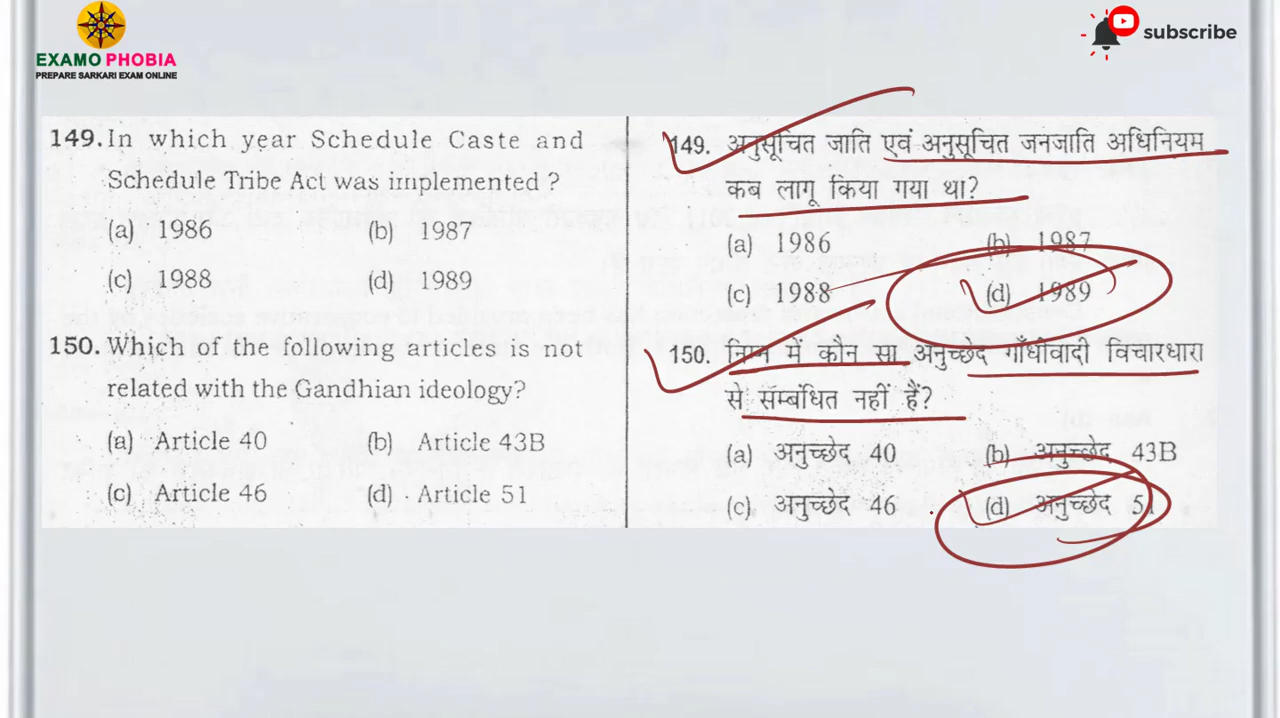 EXAMO PHOBIA
PREPARE SARKARI EXAM ONLINE
subscribe
149. In which year Schedule Caste and
Schedule Tribe Act was implemented ?
(a) 1986 (b) 1987
(c) 1988 (d) 1989
150. Which of the following articles is not
related with the Gandhian ideology?
(a) Article 40 (b) Article 43B
(c) Article 46 (d) Article 51
149. अनुसूचित जाति एवं अनुसूचित जनजाति अधिनियम
कब लागू किया गया था?
(a) 1986 (b) 1987
(c) 1988 (d) 1989
150. निम्न में कौन सा अनुच्छेद गाँधीवादी विचारधारा
से सम्बंधित नहीं हैं?
(a) अनुच्छेद 40 (b) अनुच्छेद 43B
(c) अनुच्छेद 46 (d) अनुच्छेद 51